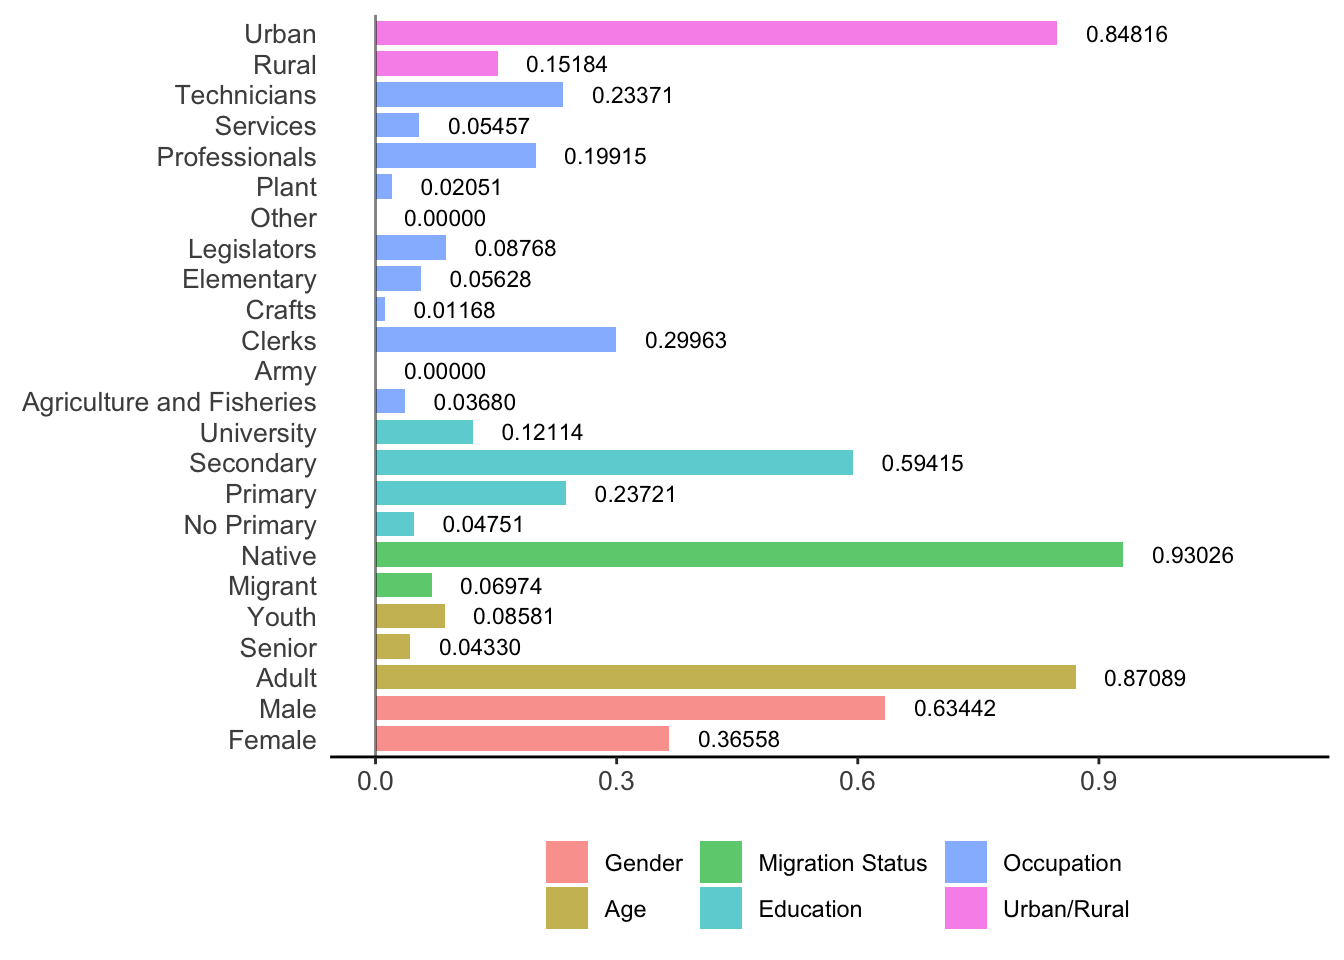 Urban 0.84816
Rural 0.15184
Technicians 0.23371
Services 0.05457
Professionals 0.19915
Plant 0.02051
Other 0.00000
Legislators 0.08768
Elementary 0.05628
Crafts 0.01168
Clerks 0.29963
Army 0.00000
Agriculture and Fisheries 0.03680
University 0.12114
Secondary 0.59415
Primary 0.23721
No Primary 0.04751
Native 0.93026
Migrant 0.06974
Youth 0.08581
Senior 0.04330
Adult 0.87089
Male 0.63442
Female 0.36558
0.0 0.3 0.6 0.9
Gender Migration Status Occupation
Age Education Urban/Rural